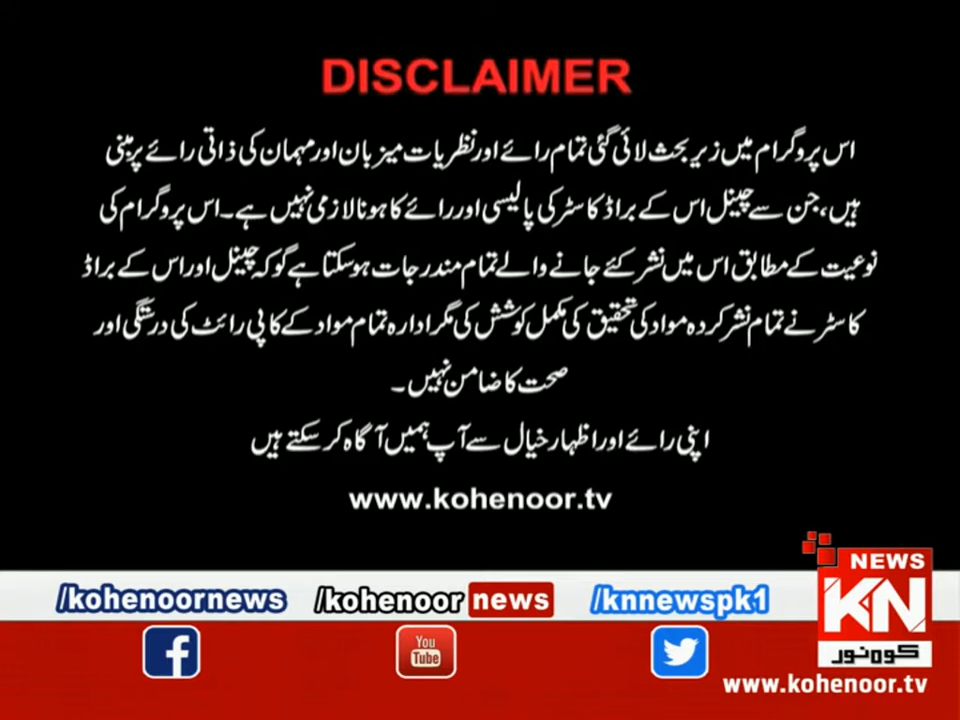 DISCLAIMER
اس پروگرام میں زیر بحث لائی گئی تمام رائے اور نظریات میزبان اور مہمان کی ذاتی رائے پر مبنی
ہیں، جن سے چینل اس کے براڈ کاسٹر کی پالیسی اور رائے کا ہونا لازمی نہیں ہے۔ اس پروگرام کی
نوعیت کے مطابق اس میں نشر کئے جانے والے تمام مندرجات ہو سکتا ہے گو کہ چینل اور اس کے براڈ
کاسٹر نے تمام نشر کردہ مواد کی تحقیق کی مکمل کوشش کی مگر ادارہ تمام مواد کے کاپی رائٹ کی درستگی اور
صحت کا ضامن نہیں۔
اپنی رائے اور اظہار خیال سے آپ ہمیں آگاہ کر سکتے ہیں
www.kohenoor.tv
/kohenoornews /kohenoor news /knnewspk1
f You Tube
NEWS
KN
کوہ نور
www.kohenoor.tv